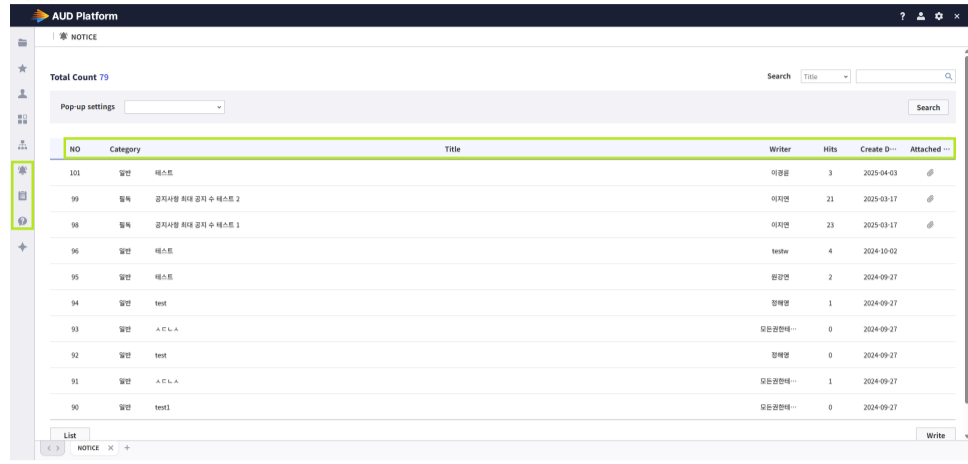 AUD Platform
NOTICE
Total Count 79
Search Title
Pop-up settings
Search
NO Category Title Writer Hits Create D··· Attached ···
101 일반 테스트 이경윤 3 2025-04-03
99 필독 공지사항 최대 공지 수 테스트 2 이지연 21 2025-03-17
98 필독 공지사항 최대 공지 수 테스트 1 이지연 23 2025-03-17
96 일반 테스트 testw 4 2024-10-02
95 일반 테스트 원강연 2 2024-09-27
94 일반 test 정해영 1 2024-09-27
93 일반 ㅅㄷㄴㅅ 모든권한테··· 0 2024-09-27
92 일반 test 정해영 0 2024-09-27
91 일반 ㅅㄷㄴㅅ 모든권한테··· 1 2024-09-27
90 일반 test1 모든권한테··· 0 2024-09-27
List Write
NOTICE